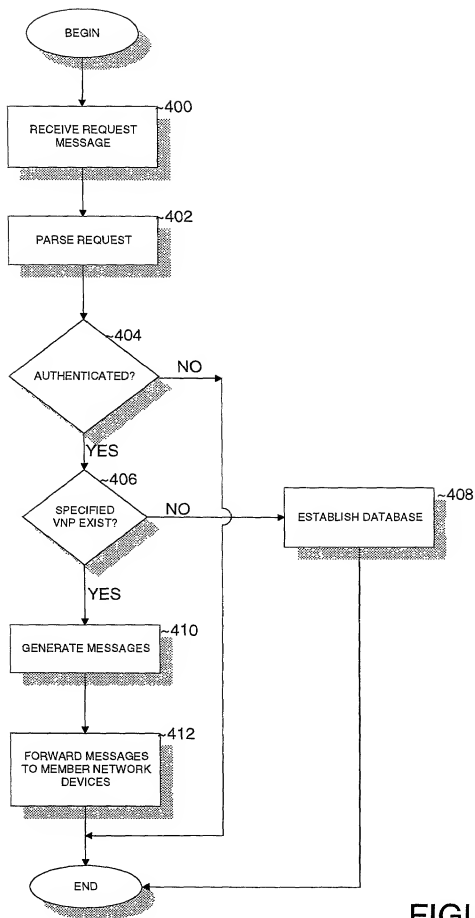 BEGIN
~400
RECEIVE REQUEST
MESSAGE
~402
PARSE REQUEST
~404
AUTHENTICATED?
NO
YES
~406
SPECIFIED
VNP EXIST?
NO
~408
ESTABLISH DATABASE
YES
~410
GENERATE MESSAGES
~412
FORWARD MESSAGES
TO MEMBER NETWORK
DEVICES
END